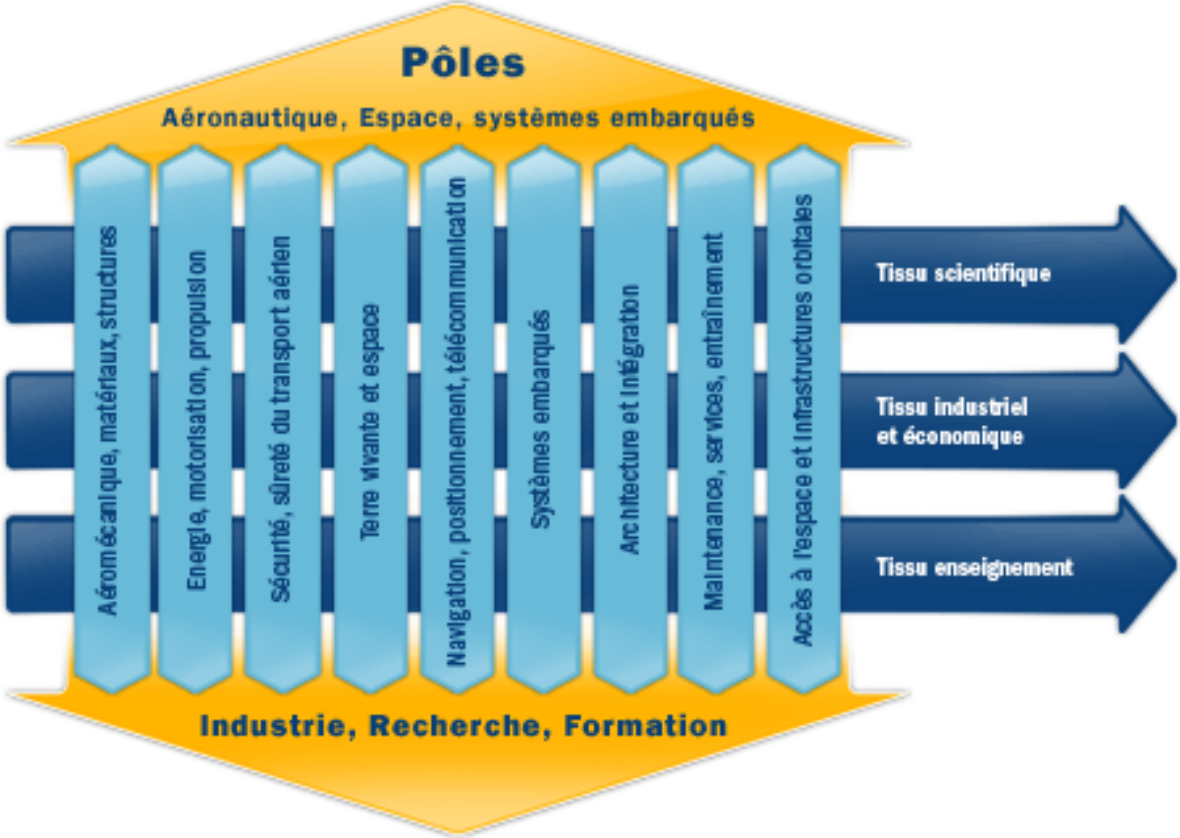 Pôles
Aéronautique, Espace, systèmes embarqués
Aéromécanique, matériaux, structures
Energie, motorisation, propulsion
Sécurité, sûreté du transport aérien
Terre vivante et espace
Navigation, positionnement, télécommunication
Systèmes embarqués
Architecture et intégration
Maintenance, services, entraînement
Accès à l'espace et infrastructures orbitales
Tissu scientifique
Tissu industriel
et économique
Tissu enseignement
Industrie, Recherche, Formation